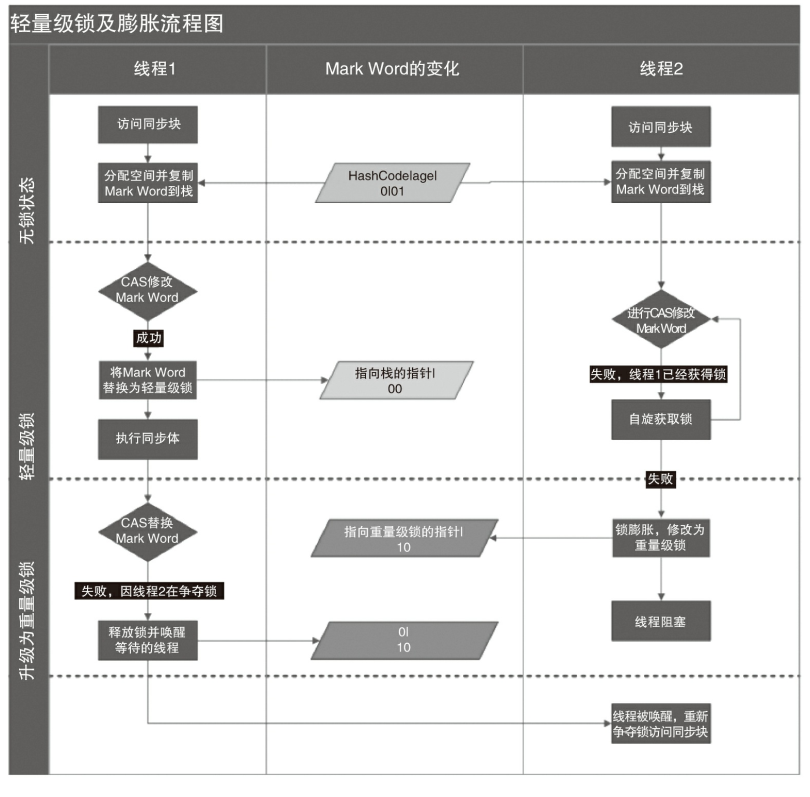 轻量级锁及膨胀流程图
线程1
Mark Word的变化
线程2
无锁状态
访问同步块
访问同步块
分配空间并复制
Mark Word到栈
HashCodelagel
0l01
分配空间并复制
Mark Word到栈
轻量级锁
CAS修改
Mark Word
进行CAS修改
MarkWord
成功
将Mark Word
替换为轻量级锁
指向栈的指针l
00
失败，线程1已经获得锁
执行同步体
自旋获取锁
失败
升级为重量级锁
CAS替换
Mark Word
指向重量级锁的指针l
10
锁膨胀，修改为
重量级锁
失败，因线程2在争夺锁
释放锁并唤醒
等待的线程
0l
10
线程阻塞
线程被唤醒，重新
争夺锁访问同步块